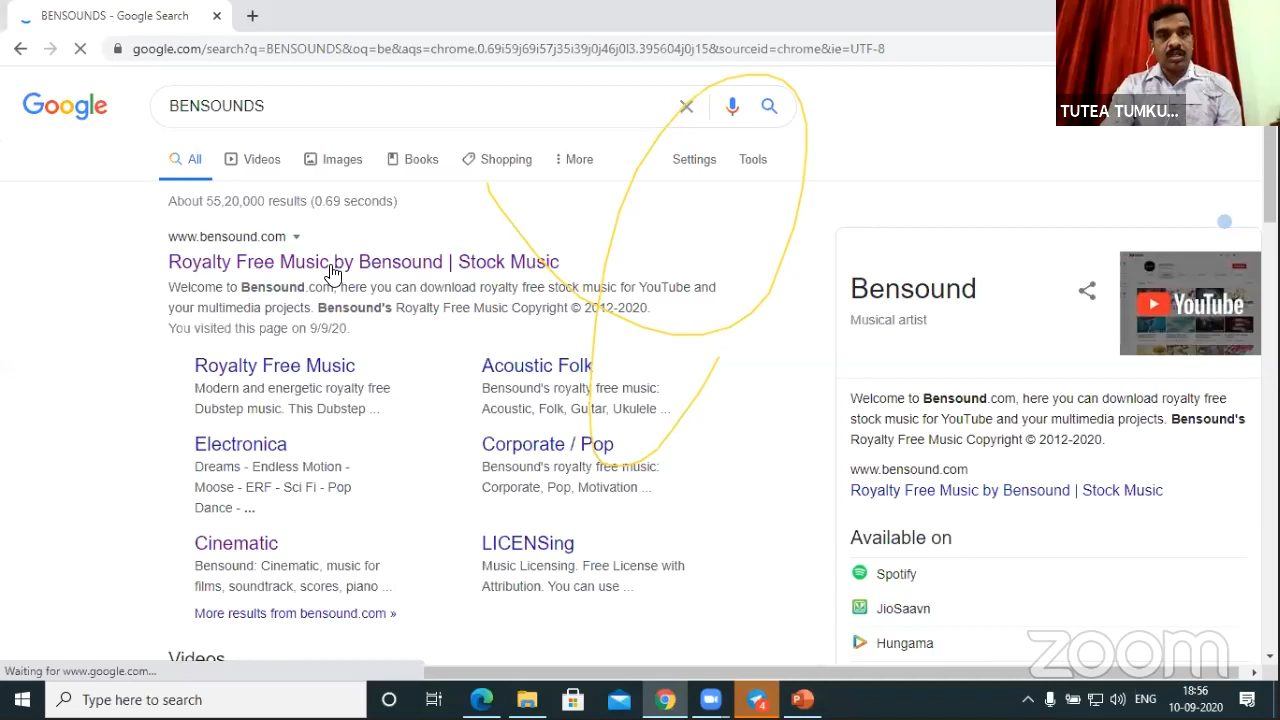 BENSOUNDS - Google Search
google.com/search?q=BENSOUNDS&oq=be&aqs=chrome.0.69i59j69i57j35i39j0j46j0l3.395604j0j15&sourceid=chrome&ie=UTF-8
TUTEA TUMKU...
Google
BENSOUNDS
All
Videos
Images
Books
Shopping
More
Settings
Tools
About 55,20,000 results (0.69 seconds)
www.bensound.com
Royalty Free Music by Bensound | Stock Music
Welcome to Bensound.com, here you can download royalty free stock music for YouTube and
your multimedia projects. Bensound's Royalty Free Music Copyright © 2012-2020.
You visited this page on 9/9/20.
Royalty Free Music
Modern and energetic royalty free
Dubstep music. This Dubstep ...
Acoustic Folk
Bensound's royalty free music:
Acoustic, Folk, Guitar, Ukulele ...
Electronica
Dreams - Endless Motion -
Moose - ERF - Sci Fi - Pop
Dance - ...
Corporate / Pop
Bensound's royalty free music:
Corporate, Pop, Motivation ...
Cinematic
Bensound: Cinematic, music for
films, soundtrack, scores, piano ...
LICENSing
Music Licensing. Free License with
Attribution. You can use ...
More results from bensound.com »
Videos
Bensound
Musical artist
YouTube
Welcome to Bensound.com, here you can download royalty free
stock music for YouTube and your multimedia projects. Bensound's
Royalty Free Music Copyright © 2012-2020.
www.bensound.com
Royalty Free Music by Bensound | Stock Music
Available on
Spotify
JioSaavn
Hungama
zoom
Waiting for www.google.com...
Type here to search
4
ENG
18:56
10-09-2020